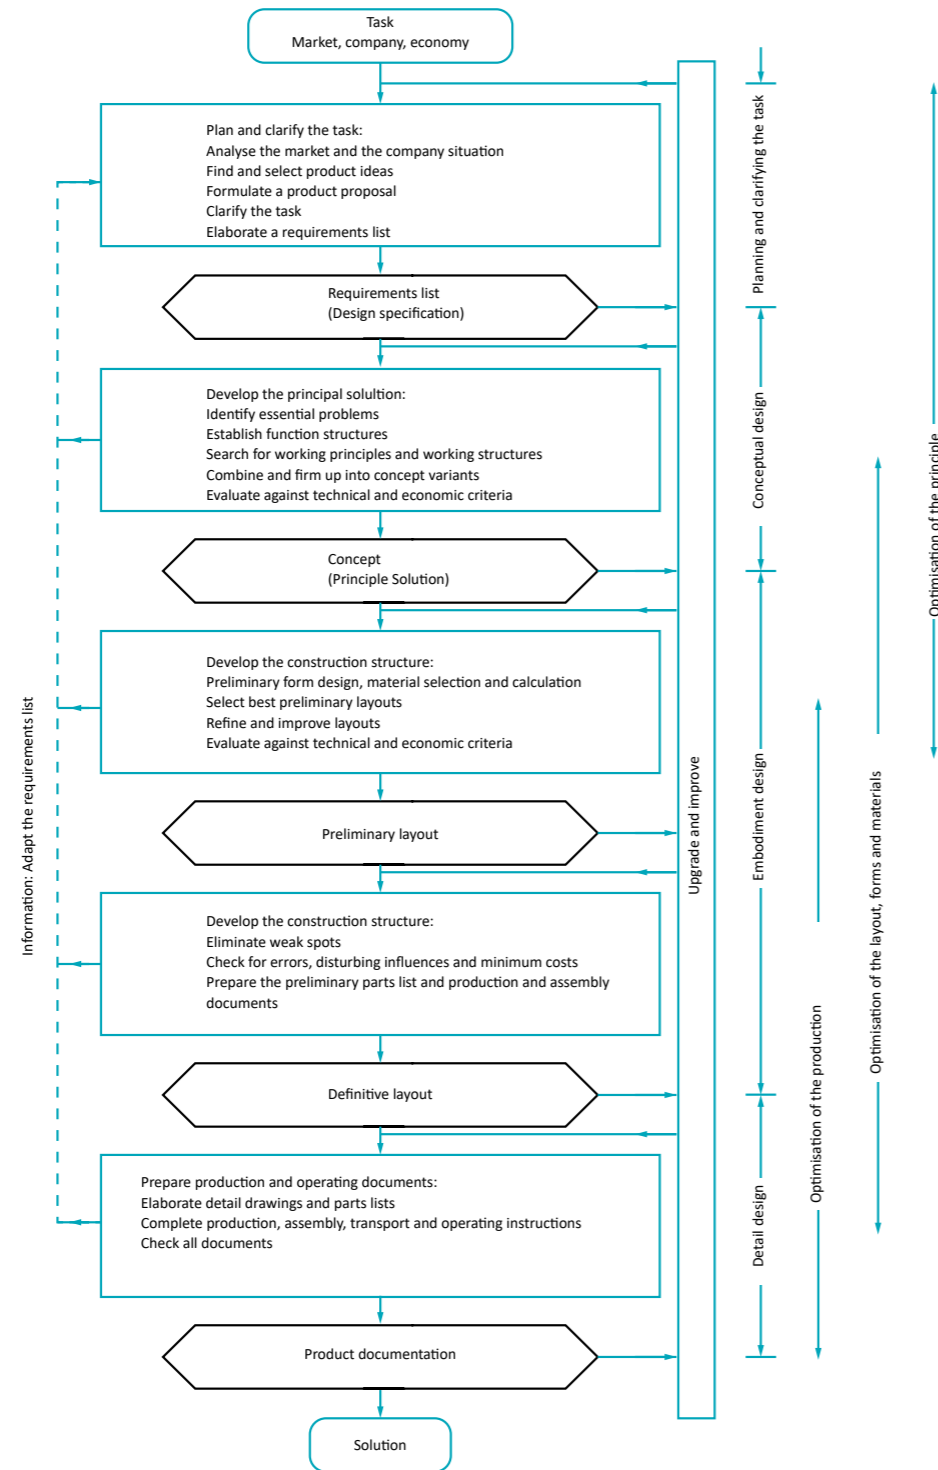 Task
Market, company, economy
Plan and clarify the task:
Analyse the market and the company situation
Find and select product ideas
Formulate a product proposal
Clarify the task
Elaborate a requirements list
Requirements list
(Design specification)
Develop the principal solultion:
Identify essential problems
Establish function structures
Search for working principles and working structures
Combine and firm up into concept variants
Evaluate against technical and economic criteria
Concept
(Principle Solution)
Develop the construction structure:
Preliminary form design, material selection and calculation
Select best preliminary layouts
Refine and improve layouts
Evaluate against technical and economic criteria
Preliminary layout
Develop the construction structure:
Eliminate weak spots
Check for errors, disturbing influences and minimum costs
Prepare the preliminary parts list and production and assembly
documents
Definitive layout
Prepare production and operating documents:
Elaborate detail drawings and parts lists
Complete production, assembly, transport and operating instructions
Check all documents
Product documentation
Solution
Information: Adapt the requirements list
Upgrade and improve
Planning and clarifying the task
Conceptual design
Embodiment design
Detail design
Optimisation of the production
Optimisation of the layout, forms and materials
Optimisation of the principle